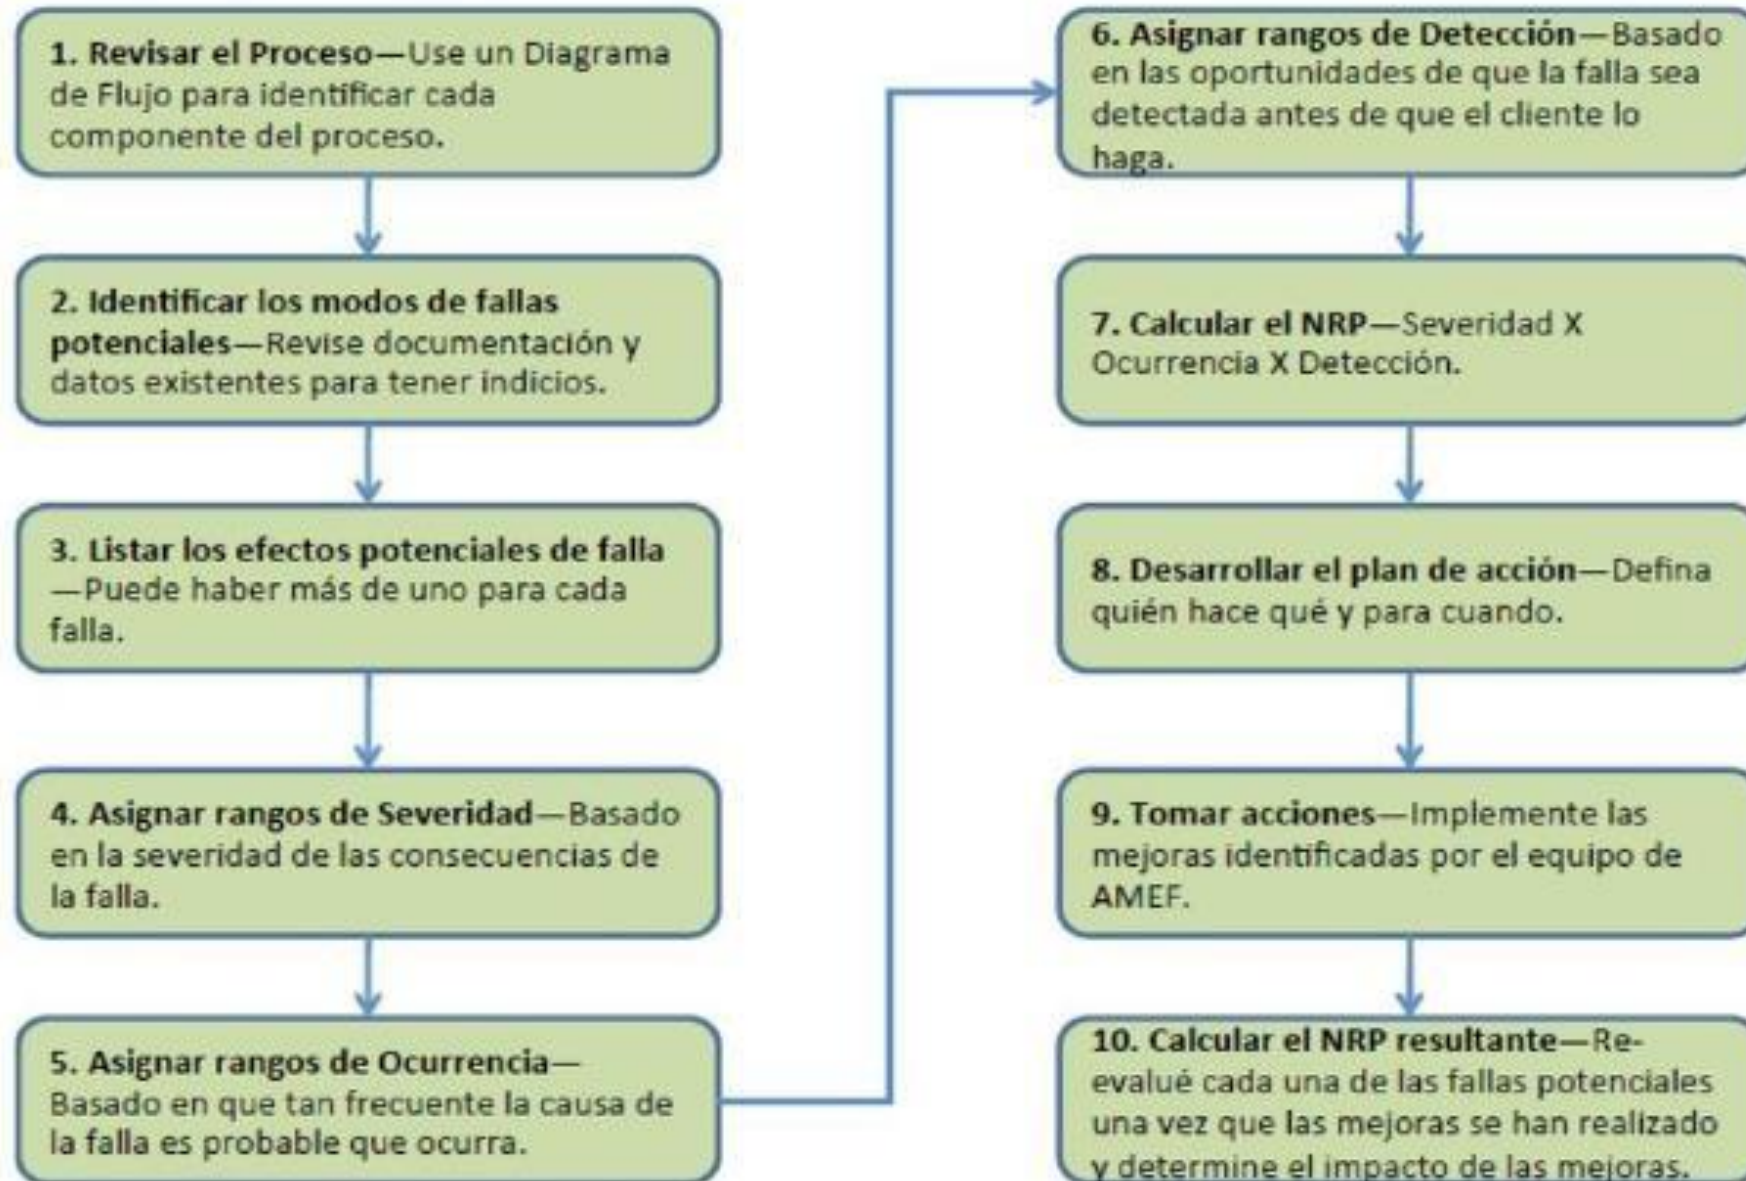 1. Revisar el Proceso—Use un Diagrama
de Flujo para identificar cada
componente del proceso.
2. Identificar los modos de fallas
potenciales—Revise documentación y
datos existentes para tener indicios.
3. Listar los efectos potenciales de falla
—Puede haber más de uno para cada
falla.
4. Asignar rangos de Severidad—Basado
en la severidad de las consecuencias de
la falla.
5. Asignar rangos de Ocurrencia—
Basado en que tan frecuente la causa de
la falla es probable que ocurra.
6. Asignar rangos de Detección—Basado
en las oportunidades de que la falla sea
detectada antes de que el cliente lo
haga.
7. Calcular el NRP—Severidad X
Ocurrencia X Detección.
8. Desarrollar el plan de acción—Defina
quién hace qué y para cuando.
9. Tomar acciones—Implemente las
mejoras identificadas por el equipo de
AMEF.
10. Calcular el NRP resultante—Re-
evalué cada una de las fallas potenciales
una vez que las mejoras se han realizado
y determine el impacto de las mejoras.